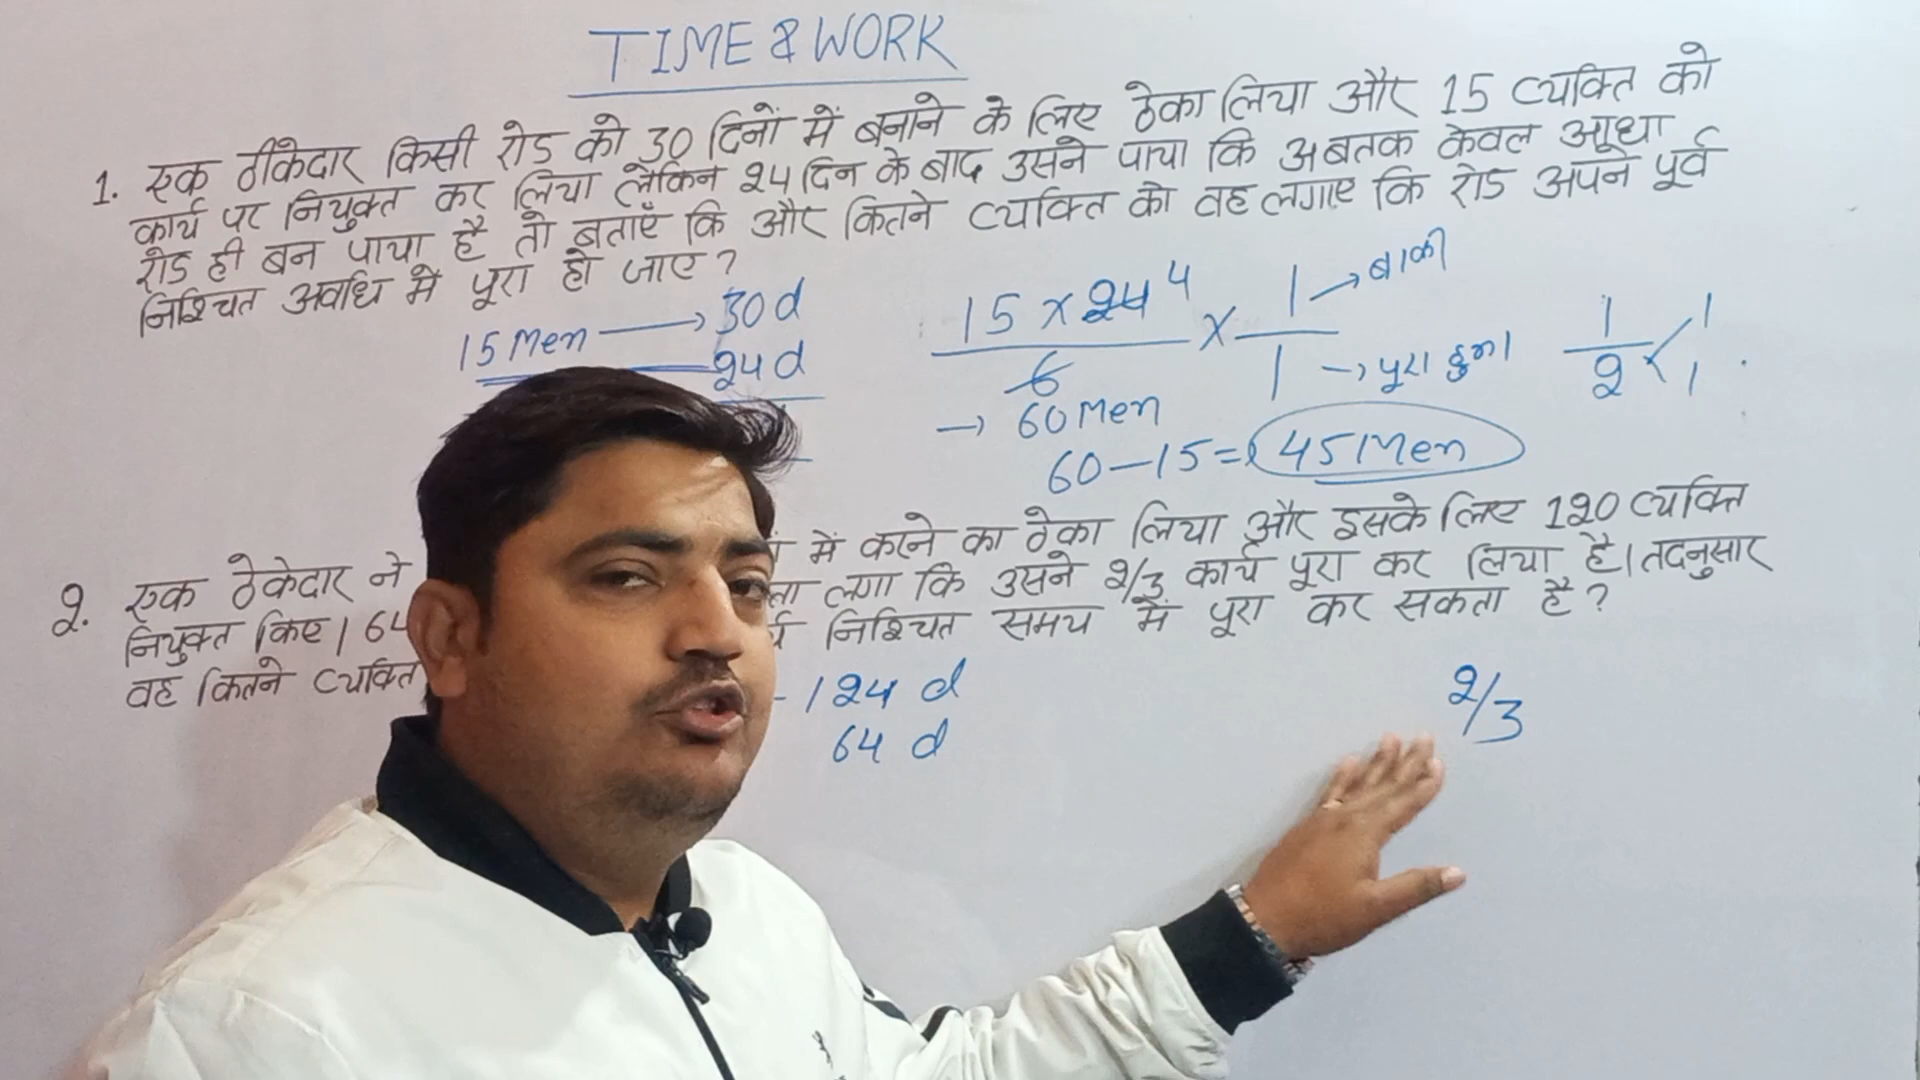 TIME & WORK
1. एक ठीकेदार किसी रोड को 30 दिनों में बनाने के लिए ठेका लिया और 15 व्यक्ति को
कार्य पर नियुक्त कर लिया लेकिन 24 दिन के बाद उसने पाया कि अबतक केवल आधा
रोड ही बन पाया है तो बताएँ कि और कितने व्यक्ति को वह लगाए कि रोड अपने पूर्व
निश्चित अवधि में पूरा हो जाए ?
15 Men → 30 d
24 d
15 × 24 4 × 1 → बाकी
6 1 → पूरा हुआ
1/2 < 1 1
→ 60 Men
60 – 15 = 45 Men
2. एक ठेकेदार ने में करने का ठेका लिया और इसके लिए 120 व्यक्ति
नियुक्त किए। 64 लगा कि उसने 2/3 कार्य पूरा कर लिया है। तदनुसार
वह कितने व्यक्ति निश्चित समय में पूरा कर सकता है ?
124 d
64 d
2/3